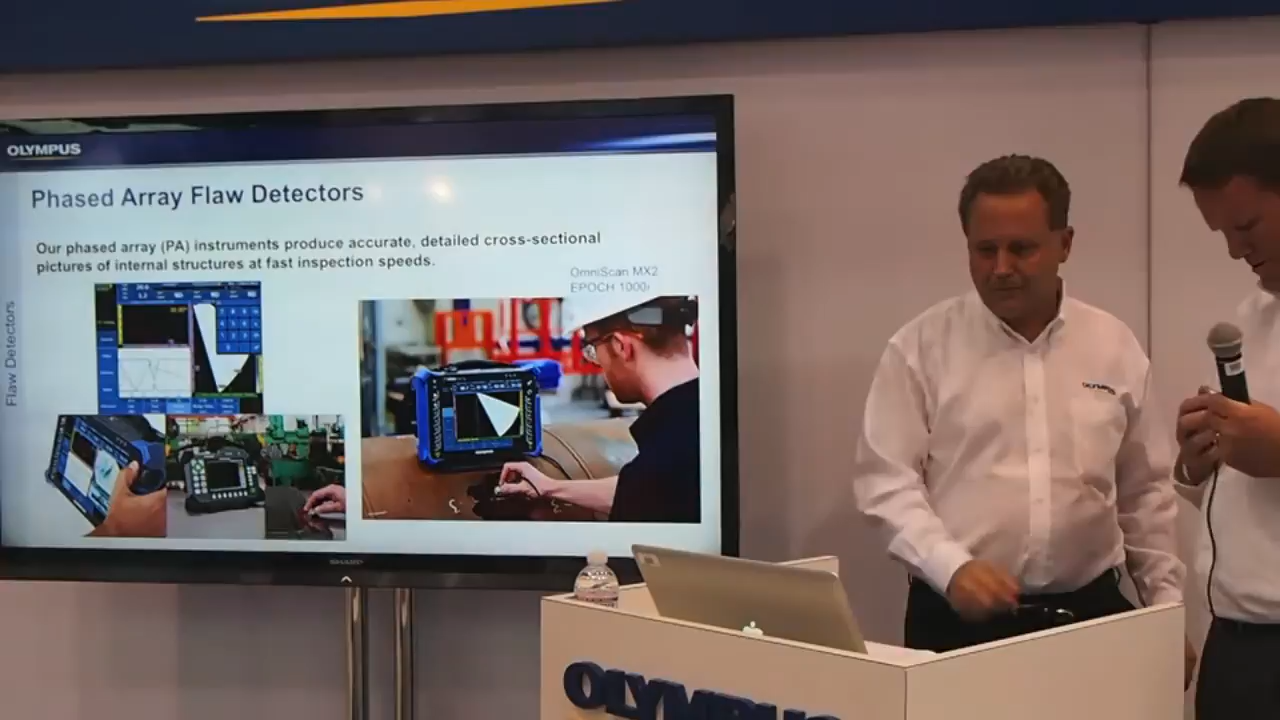 OLYMPUS
Phased Array Flaw Detectors
Our phased array (PA) instruments produce accurate, detailed cross-sectional
pictures of internal structures at fast inspection speeds.
OmniScan MX2
EPOCH 1000i
Flaw Detectors
SHARP
OLYMPUS
OLYMPUS